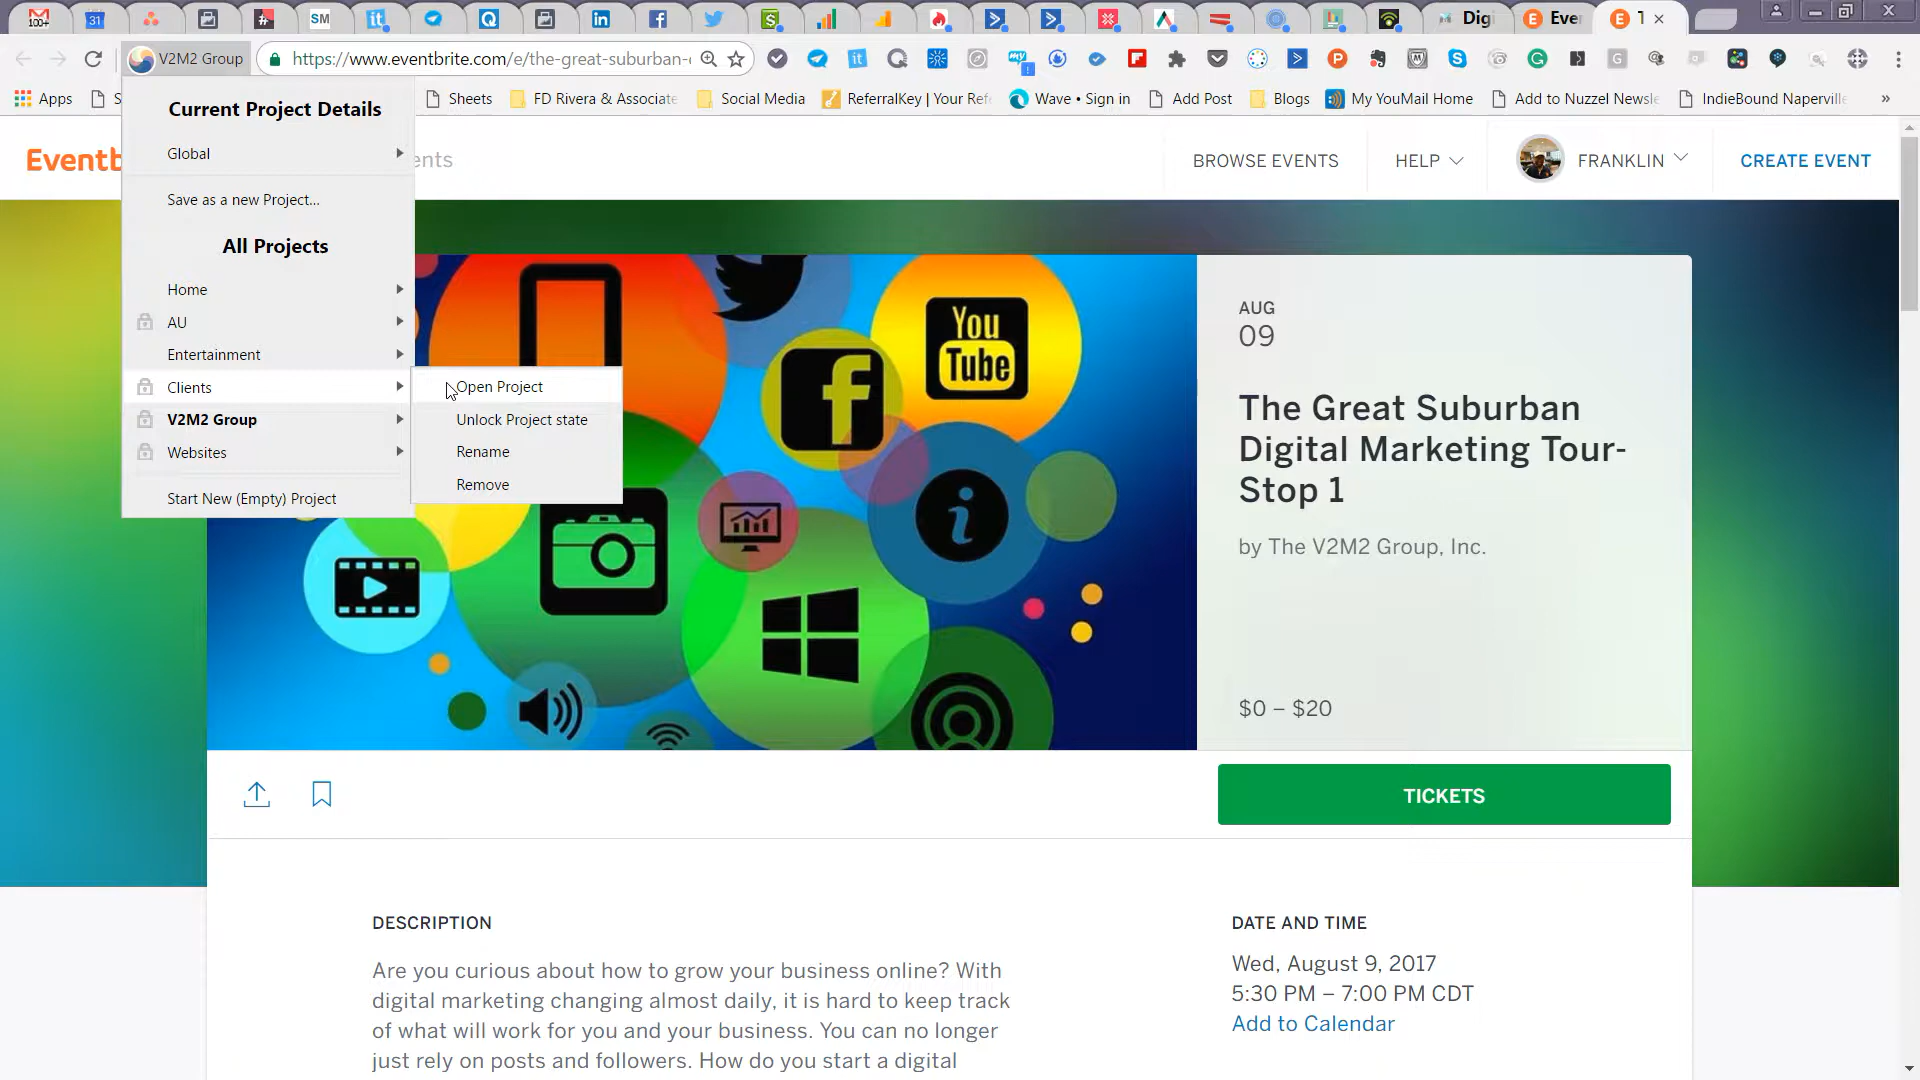 100+
31
SM
it
Q
in
S
Digi
Ever
1
V2M2 Group
https://www.eventbrite.com/e/the-great-suburban-
Apps
S
Sheets
FD Rivera & Associate
Social Media
ReferralKey | Your Ref
Wave • Sign in
Add Post
Blogs
My YouMail Home
Add to Nuzzel Newsle
IndieBound Naperville
»
Current Project Details
Global
Save as a new Project...
All Projects
Home
AU
Entertainment
Clients
V2M2 Group
Websites
Start New (Empty) Project
Open Project
Unlock Project state
Rename
Remove
Eventb
ents
BROWSE EVENTS
HELP
FRANKLIN
CREATE EVENT
You
Tube
f
i
AUG
09
The Great Suburban
Digital Marketing Tour-
Stop 1
by The V2M2 Group, Inc.
$0 – $20
TICKETS
DESCRIPTION
Are you curious about how to grow your business online? With
digital marketing changing almost daily, it is hard to keep track
of what will work for you and your business. You can no longer
just rely on posts and followers. How do you start a digital
DATE AND TIME
Wed, August 9, 2017
5:30 PM – 7:00 PM CDT
Add to Calendar